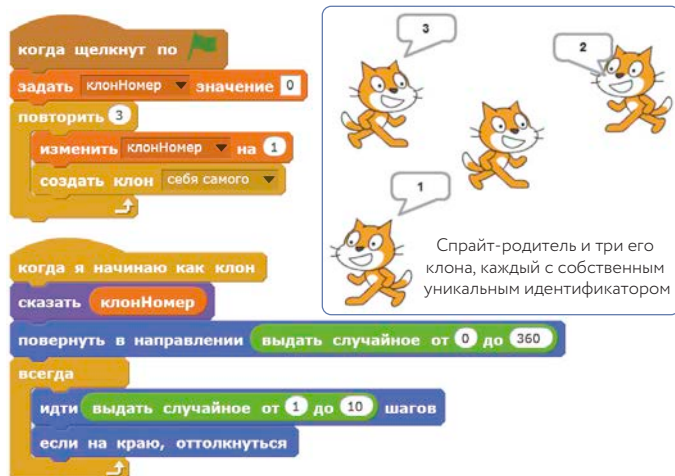 когда щелкнут по
задать клонНомер значение 0
повторить 3
изменить клонНомер на 1
создать клон себя самого
когда я начинаю как клон
сказать клонНомер
повернуть в направлении выдать случайное от 0 до 360
всегда
идти выдать случайное от 1 до 10 шагов
если на краю, оттолкнуться
3
2
1
Спрайт-родитель и три его
клона, каждый с собственным
уникальным идентификатором